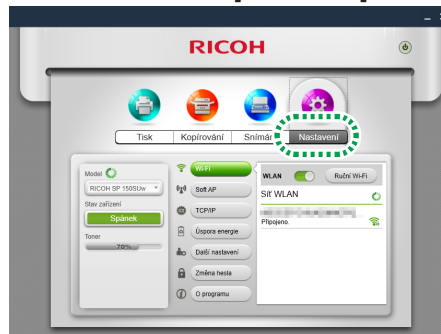 RICOH
Tisk Kopírování Snímán Nastavení
Model
RICOH SP 150SUw
Stav zařízení
Spánek
Toner
70%
Wi-Fi
Soft AP
TCP/IP
Úspora energie
Další nastavení
Změna hesla
O programu
WLAN Ruční Wi-Fi
Síť WLAN
Připojeno.